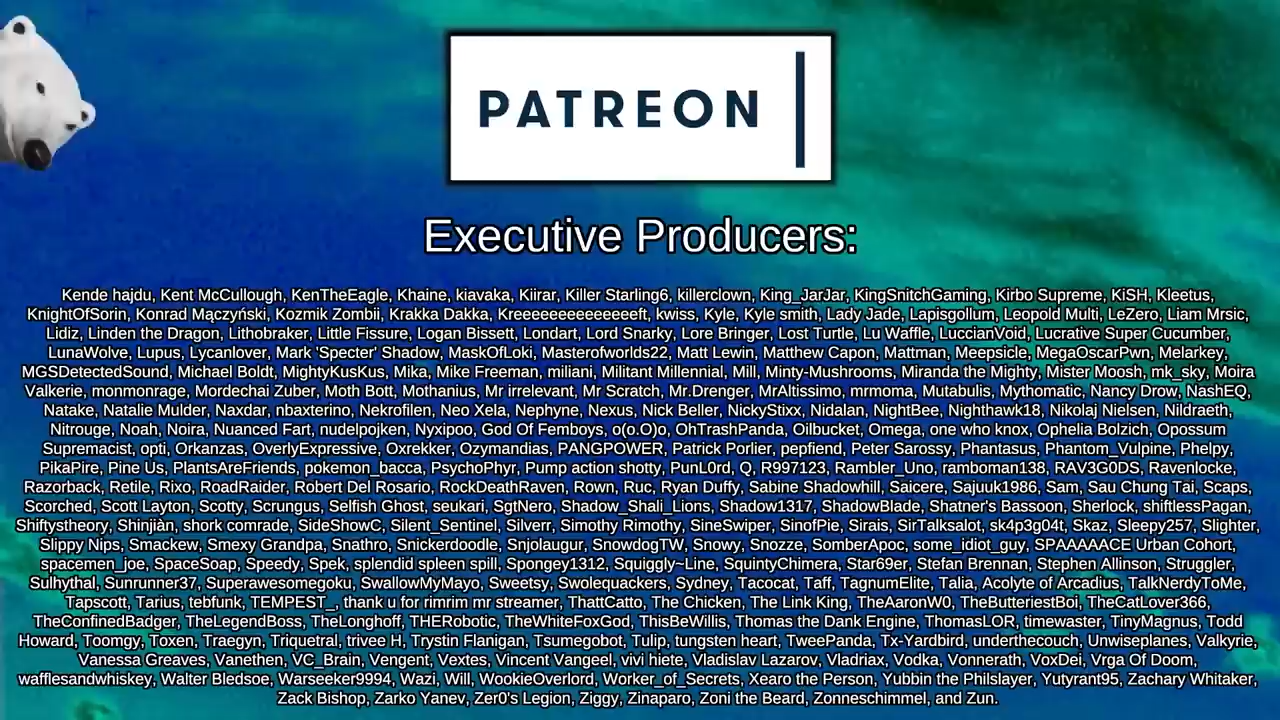 PATREON
Executive Producers:
Kende hajdu, Kent McCullough, KenTheEagle, Khaine, kiavaka, Kiirar, Killer Starling6, killerclown, King_JarJar, KingSnitchGaming, Kirbo Supreme, KiSH, Kleetus,
KnightOfSorin, Konrad Mączyński, Kozmik Zombii, Krakka Dakka, Kreeeeeeeeeeeeeeft, kwiss, Kyle, Kyle smith, Lady Jade, Lapisgollum, Leopold Multi, LeZero, Liam Mrsic,
Lidiz, Linden the Dragon, Lithobraker, Little Fissure, Logan Bissett, Londart, Lord Snarky, Lore Bringer, Lost Turtle, Lu Waffle, LuccianVoid, Lucrative Super Cucumber,
LunaWolve, Lupus, Lycanlover, Mark 'Specter' Shadow, MaskOfLoki, Masterofworlds22, Matt Lewin, Matthew Capon, Mattman, Meepsicle, MegaOscarPwn, Melarkey,
MGSDetectedSound, Michael Boldt, MightyKusKus, Mika, Mike Freeman, miliani, Militant Millennial, Mill, Minty-Mushrooms, Miranda the Mighty, Mister Moosh, mk_sky, Moira
Valkerie, monmonrage, Mordechai Zuber, Moth Bott, Mothanius, Mr irrelevant, Mr Scratch, Mr.Drenger, MrAltissimo, mrmoma, Mutabulis, Mythomatic, Nancy Drow, NashEQ,
Natake, Natalie Mulder, Naxdar, nbaxterino, Nekrofilen, Neo Xela, Nephyne, Nexus, Nick Beller, NickyStixx, Nidalan, NightBee, Nighthawk18, Nikolaj Nielsen, Nildraeth,
Nitrouge, Noah, Noira, Nuanced Fart, nudelpojken, Nyxipoo, God Of Femboys, o(o.O)o, OhTrashPanda, Oilbucket, Omega, one who knox, Ophelia Bolzich, Opossum
Supremacist, opti, Orkanzas, OverlyExpressive, Oxrekker, Ozymandias, PANGPOWER, Patrick Porlier, pepfiend, Peter Sarossy, Phantasus, Phantom_Vulpine, Phelpy,
PikaPire, Pine Us, PlantsAreFriends, pokemon_bacca, PsychoPhyr, Pump action shotty, PunL0rd, Q, R997123, Rambler_Uno, ramboman138, RAV3G0DS, Ravenlocke,
Razorback, Retile, Rixo, RoadRaider, Robert Del Rosario, RockDeathRaven, Rown, Ruc, Ryan Duffy, Sabine Shadowhill, Saicere, Sajuuk1986, Sam, Sau Chung Tai, Scaps,
Scorched, Scott Layton, Scotty, Scrungus, Selfish Ghost, seukari, SgtNero, Shadow_Shali_Lions, Shadow1317, ShadowBlade, Shatner's Bassoon, Sherlock, shiftlessPagan,
Shiftystheory, Shinjiàn, shork comrade, SideShowC, Silent_Sentinel, Silverr, Simothy Rimothy, SineSwiper, SinofPie, Sirais, SirTalksalot, sk4p3g04t, Skaz, Sleepy257, Slighter,
Slippy Nips, Smackew, Smexy Grandpa, Snathro, Snickerdoodle, Snjolaugur, SnowdogTW, Snowy, Snozze, SomberApoc, some_idiot_guy, SPAAAAACE Urban Cohort,
spacemen_joe, SpaceSoap, Speedy, Spek, splendid spleen spill, Spongey1312, Squiggly~Line, SquintyChimera, Star69er, Stefan Brennan, Stephen Allinson, Struggler,
Sulhythal, Sunrunner37, Superawesomegoku, SwallowMyMayo, Sweetsy, Swolequackers, Sydney, Tacocat, Taff, TagnumElite, Talia, Acolyte of Arcadius, TalkNerdyToMe,
Tapscott, Tarius, tebfunk, TEMPEST_, thank u for rimrim mr streamer, ThattCatto, The Chicken, The Link King, TheAaronW0, TheButteriestBoi, TheCatLover366,
TheConfinedBadger, TheLegendBoss, TheLonghoff, THERobotic, TheWhiteFoxGod, ThisBeWillis, Thomas the Dank Engine, ThomasLOR, timewaster, TinyMagnus, Todd
Howard, Toomgy, Toxen, Traegyn, Triquetral, trivee H, Trystin Flanigan, Tsumegobot, Tulip, tungsten heart, TweePanda, Tx-Yardbird, underthecouch, Unwiseplanes, Valkyrie,
Vanessa Greaves, Vanethen, VC_Brain, Vengent, Vextes, Vincent Vangeel, vivi hiete, Vladislav Lazarov, Vladriax, Vodka, Vonnerath, VoxDei, Vrga Of Doom,
wafflesandwhiskey, Walter Bledsoe, Warseeker9994, Wazi, Will, WookieOverlord, Worker_of_Secrets, Xearo the Person, Yubbin the Philslayer, Yutyrant95, Zachary Whitaker,
Zack Bishop, Zarko Yanev, Zer0's Legion, Ziggy, Zinaparo, Zoni the Beard, Zonneschimmel, and Zun.